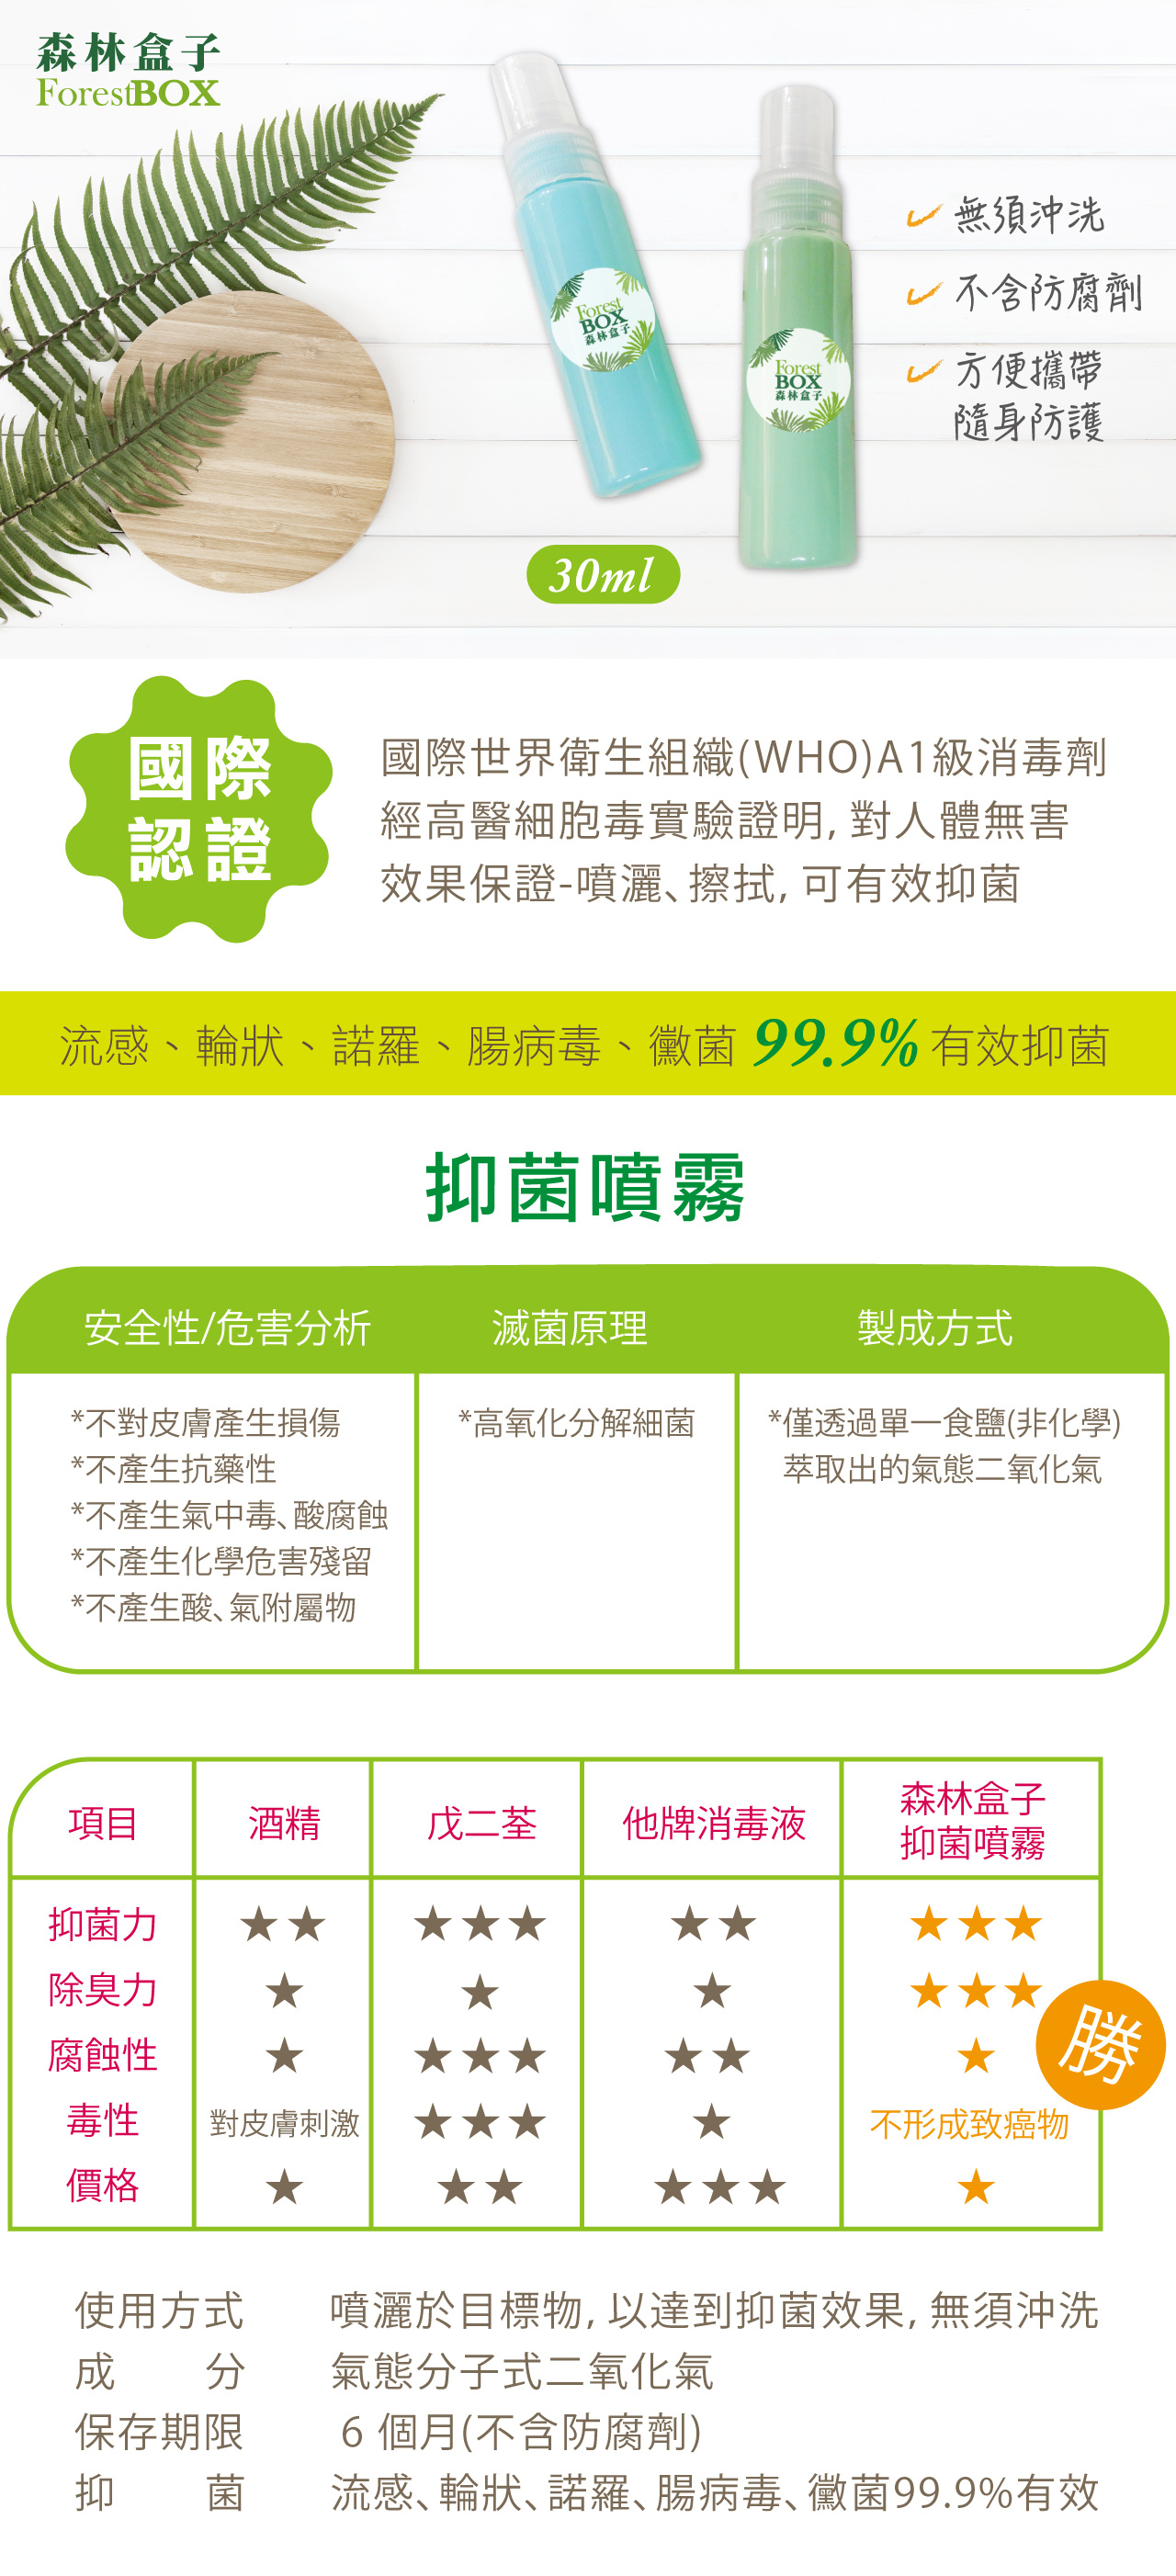 森林盒子
ForestBOX
Forest
BOX
森林盒子
Forest
BOX
森林盒子
無須沖洗
不含防腐劑
方便攜帶
隨身防護
30ml
國際
認證
國際世界衛生組織(WHO)A1級消毒劑
經高醫細胞毒實驗證明, 對人體無害
效果保證-噴灑、擦拭, 可有效抑菌
流感、輪狀、諾羅、腸病毒、黴菌 99.9% 有效抑菌
抑菌噴霧
安全性/危害分析 滅菌原理 製成方式
*不對皮膚產生損傷 *高氧化分解細菌 *僅透過單一食鹽(非化學)
*不產生抗藥性 萃取出的氣態二氧化氣
*不產生氣中毒、酸腐蝕
*不產生化學危害殘留
*不產生酸、氣附屬物
項目 酒精 戊二荃 他牌消毒液 森林盒子
抑菌噴霧
抑菌力 ★★ ★★★ ★★ ★★★
除臭力 ★ ★ ★ ★★★
腐蝕性 ★ ★★★ ★★ ★
勝
毒性 對皮膚刺激 ★★★ ★ 不形成致癌物
價格 ★ ★★ ★★★ ★
使用方式 噴灑於目標物, 以達到抑菌效果, 無須沖洗
成 分 氣態分子式二氧化氣
保存期限 6 個月(不含防腐劑)
抑 菌 流感、輪狀、諾羅、腸病毒、黴菌99.9%有效